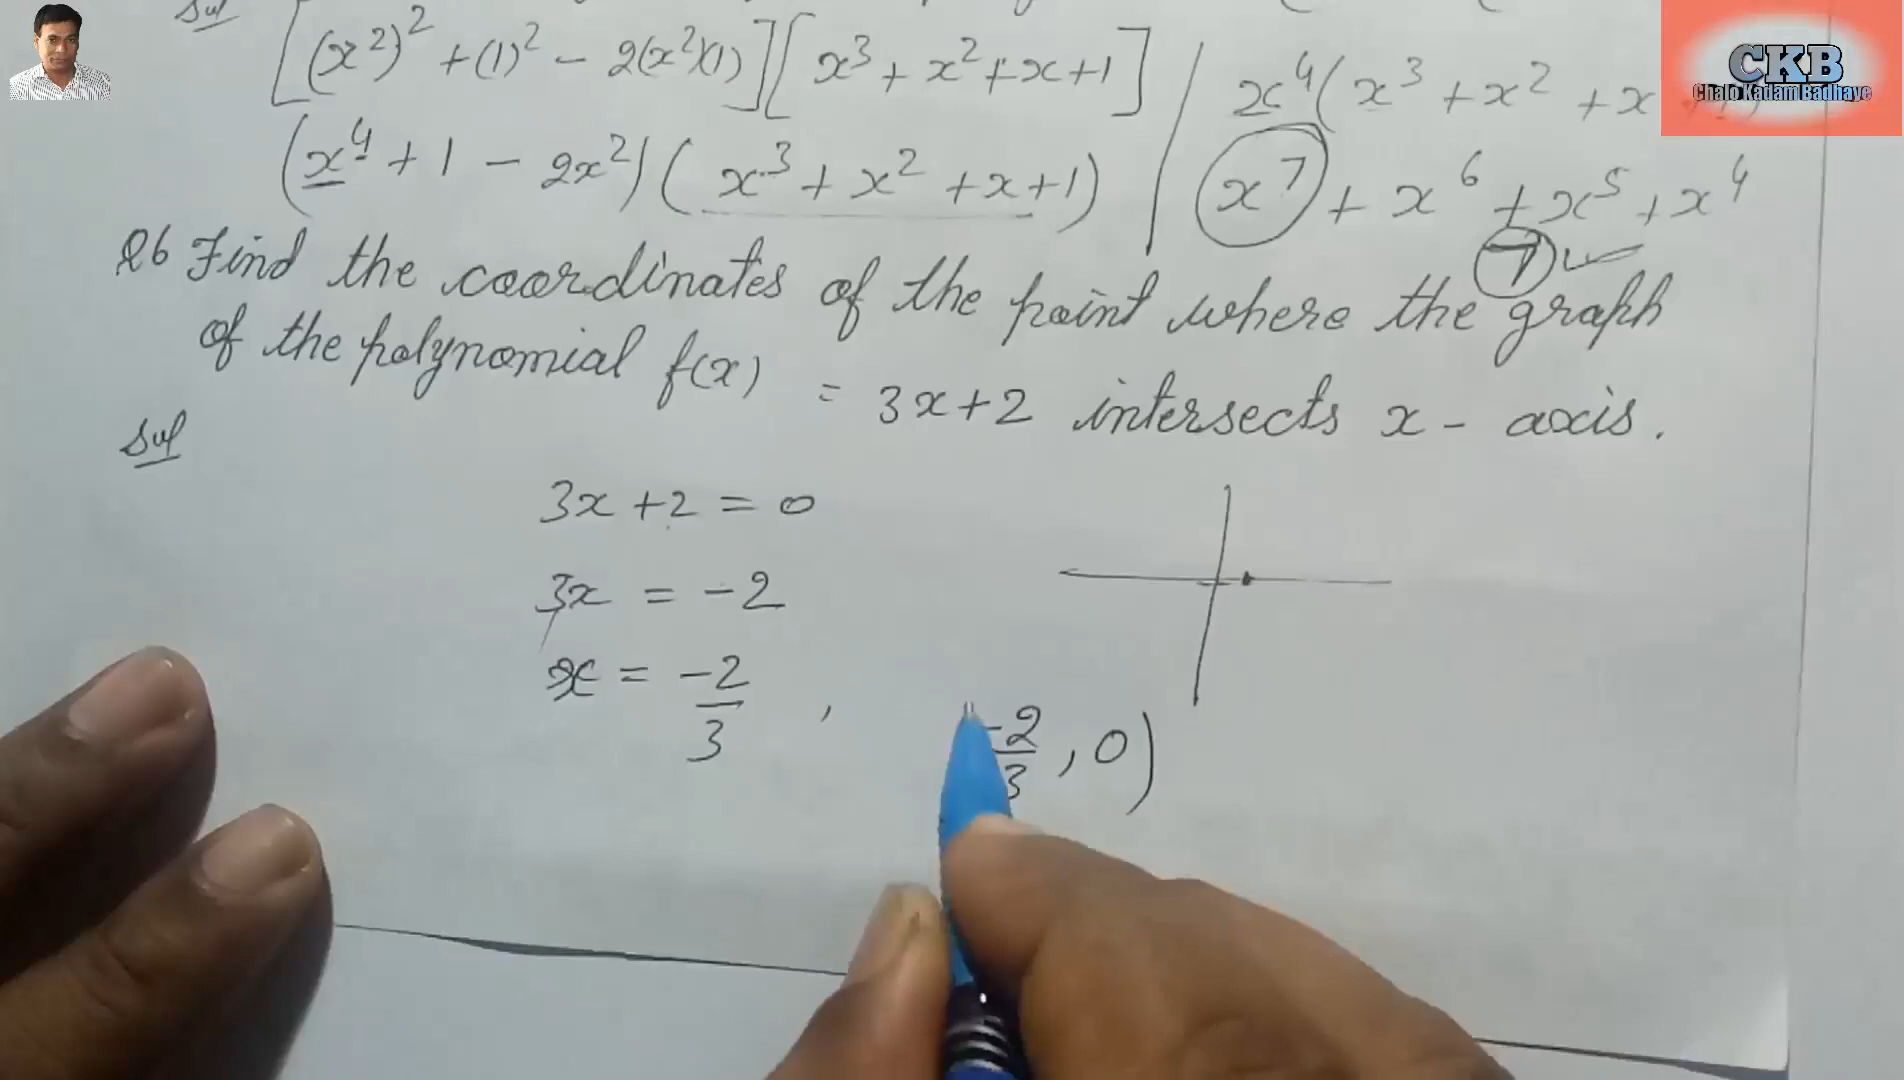 Sol
[(x²)² + (1)² - 2(x²)(1)][x³ + x² + x + 1]
x⁴(x³ + x² + x
CKB
Chalo Kadam Badhaye
(x⁴ + 1 - 2x²)(x³ + x² + x + 1)
x⁷ + x⁶ + x⁵ + x⁴
7
Q6 Find the coordinates of the point where the graph
of the polynomial f(x) = 3x+2 intersects x - axis.
Sol
3x + 2 = 0
3x = -2
x = -2/3 , -2/3 , 0)